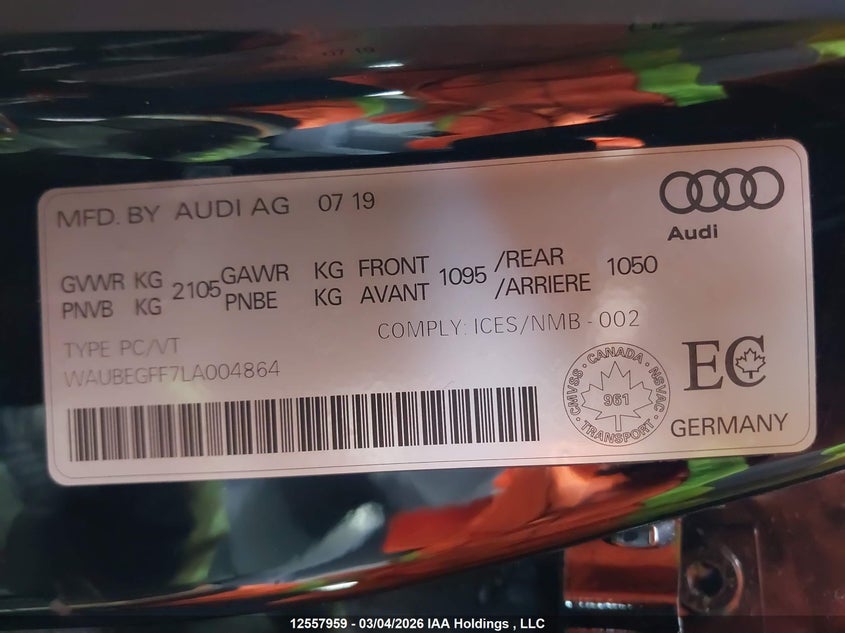 MFD. BY AUDI AG 07 19
Audi
GVWR KG 2105 GAWR KG FRONT 1095 /REAR 1050
PNVB KG PNBE KG AVANT /ARRIERE
COMPLY: ICES/NMB - 002
TYPE PC/VT
WAUBEGFF7LA004864
CANADA
CMVSS NSVAC
961
TRANSPORT
EC
GERMANY
12557959 - 03/04/2026 IAA Holdings , LLC